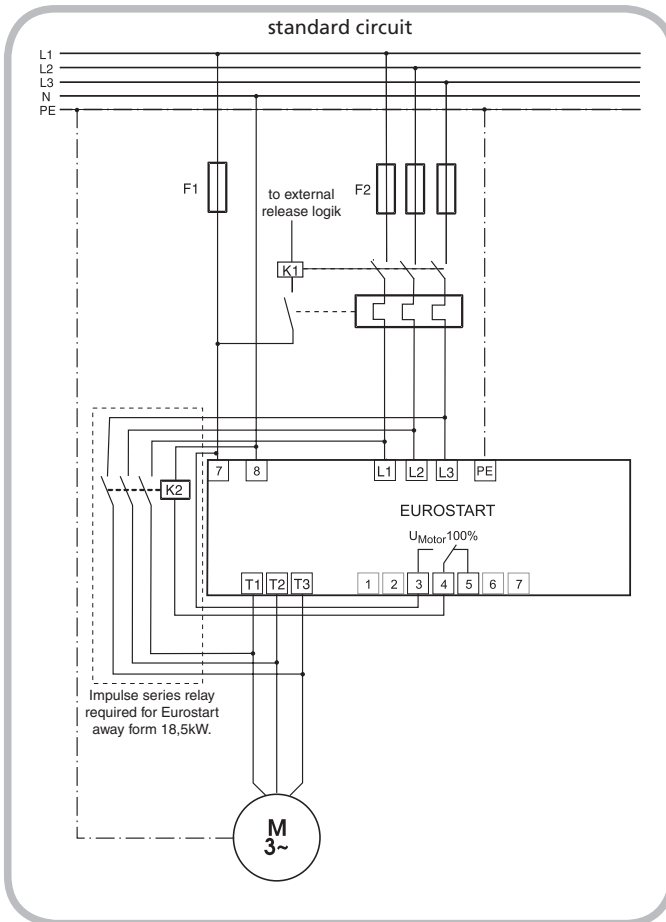 standard circuit
L1
L2
L3
N
PE
F1
to external
release logik
F2
K1
7 8 L1 L2 L3 PE
K2
EUROSTART
UMotor100%
T1 T2 T3 1 2 3 4 5 6 7
Impulse series relay
required for Eurostart
away form 18,5kW.
M
3~